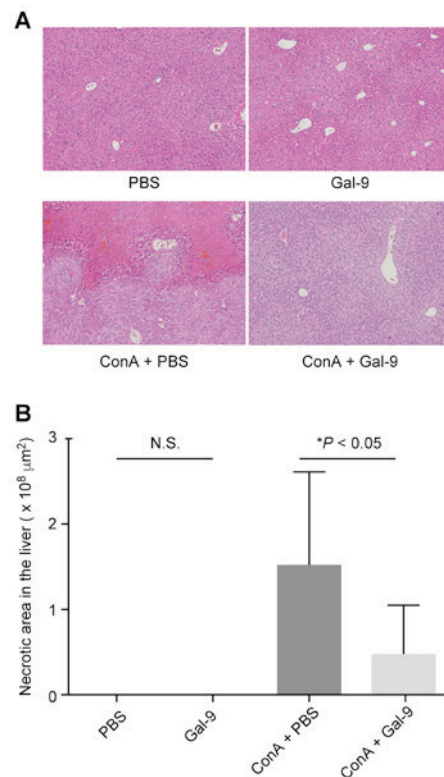 A
PBS
Gal-9
ConA + PBS
ConA + Gal-9
B
Necrotic area in the liver ( x 10⁸ μm²)
3
2
1
0
N.S.
*P < 0.05
PBS
Gal-9
ConA + PBS
ConA + Gal-9